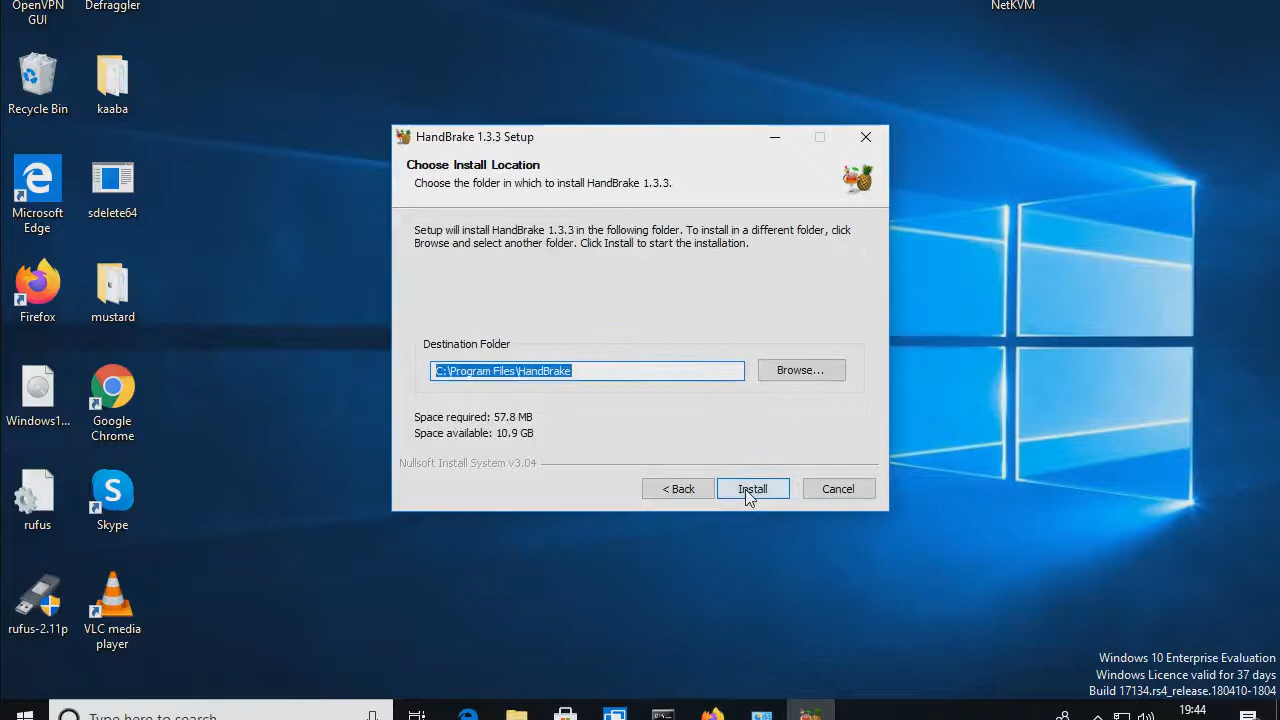 OpenVPN
GUI
Defraggler
NetKVM
Recycle Bin
kaaba
Microsoft
Edge
sdelete64
Firefox
mustard
Windows1...
Google
Chrome
rufus
Skype
rufus-2.11p
VLC media
player
HandBrake 1.3.3 Setup
Choose Install Location
Choose the folder in which to install HandBrake 1.3.3.
Setup will install HandBrake 1.3.3 in the following folder. To install in a different folder, click
Browse and select another folder. Click Install to start the installation.
Destination Folder
C:\Program Files\HandBrake
Browse...
Space required: 57.8 MB
Space available: 10.9 GB
Nullsoft Install System v3.04
< Back
Install
Cancel
Windows 10 Enterprise Evaluation
Windows Licence valid for 37 days
Build 17134.rs4_release.180410-1804
Type here to search
19:44